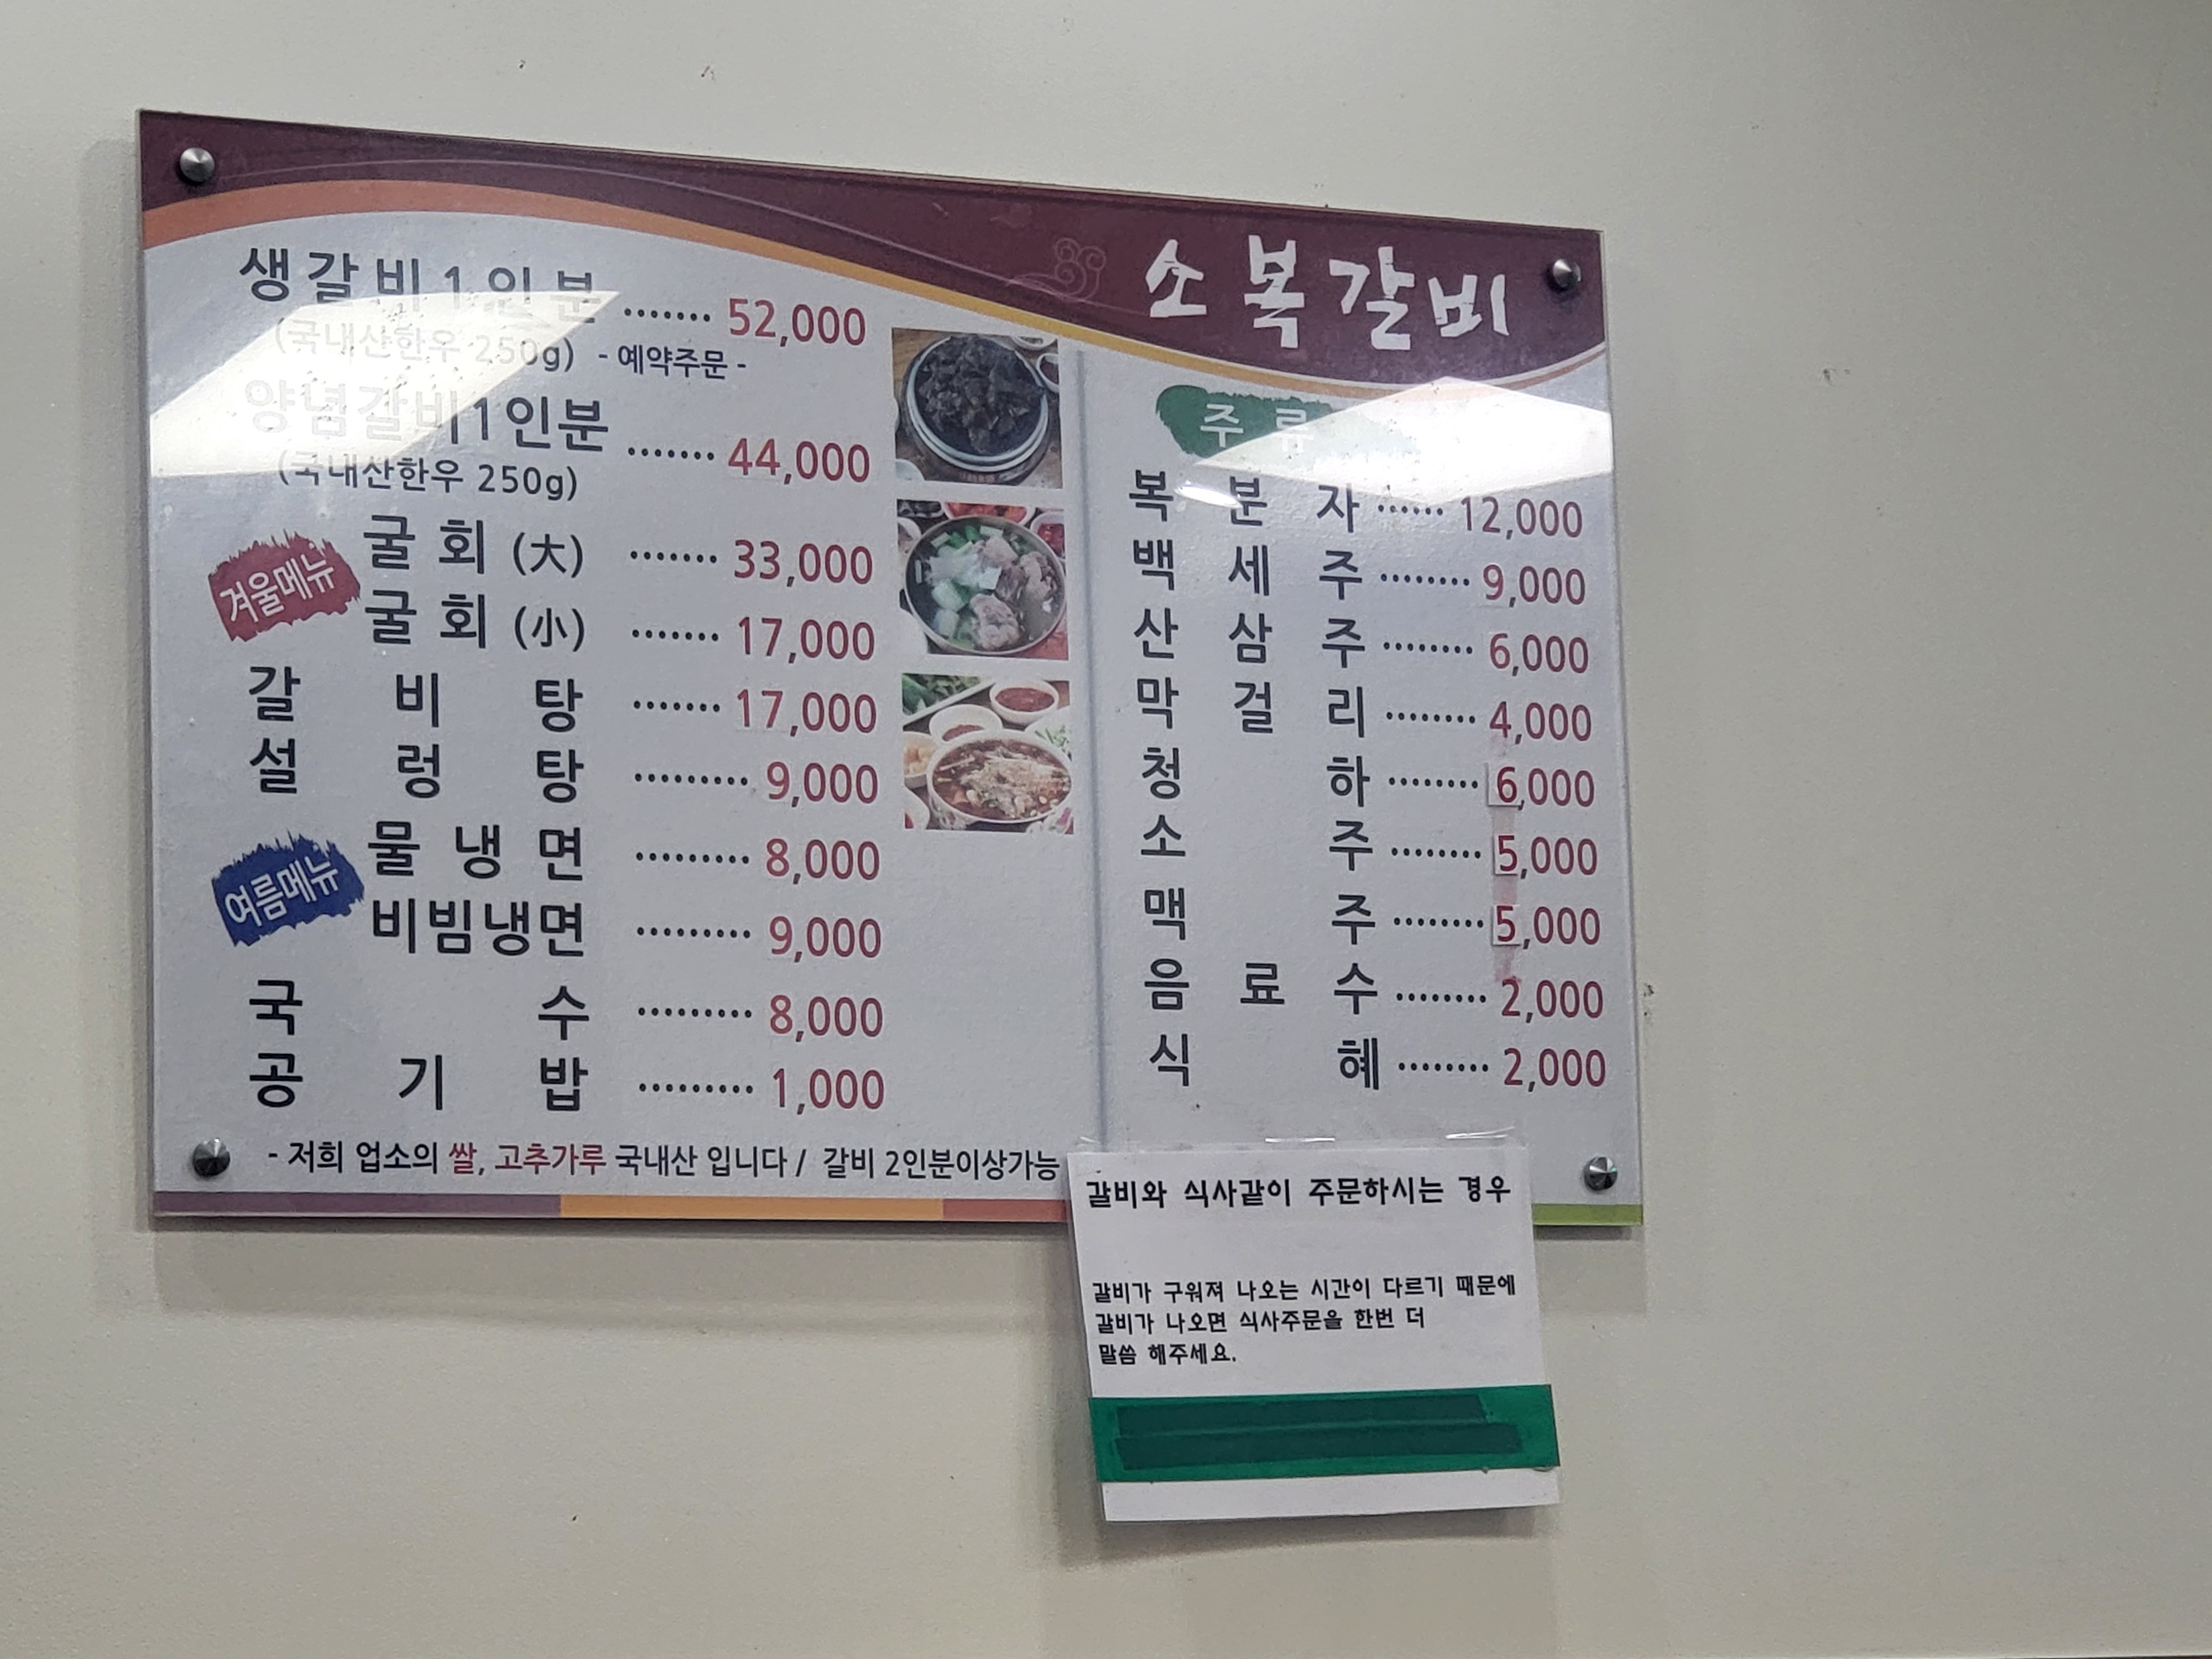 소복갈비
생갈비1인분 ······· 52,000
(국내산한우 250g) - 예약주문 -
양념갈비1인분 ······· 44,000
(국내산한우 250g)
겨울메뉴
굴회(大) ······· 33,000
굴회(小) ······· 17,000
갈비탕 ······· 17,000
설렁탕 ········· 9,000
여름메뉴
물냉면 ········· 8,000
비빔냉면 ········· 9,000
국수 ········· 8,000
공기밥 ········· 1,000
- 저희 업소의 쌀, 고추가루 국내산 입니다 / 갈비 2인분이상가능
주류
복분자 ······ 12,000
백세주 ········ 9,000
산삼주 ········ 6,000
막걸리 ········ 4,000
청하 ········ 6,000
소주 ········ 5,000
맥주 ········ 5,000
음료수 ········ 2,000
식혜 ········ 2,000
갈비와 식사같이 주문하시는 경우
갈비가 구워져 나오는 시간이 다르기 때문에
갈비가 나오면 식사주문을 한번 더
말씀 해주세요.